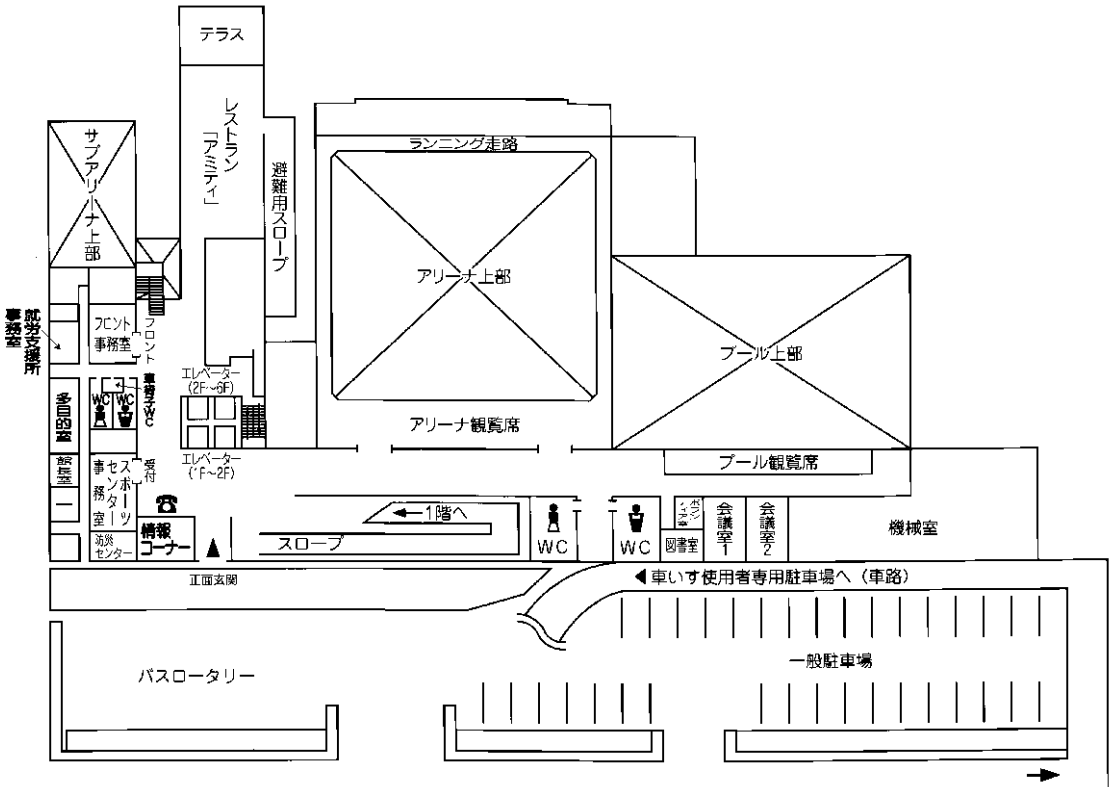 テラス
レストラン
「アミティ」
避難用スロープ
サブアリーナ上部
ランニング走路
アリーナ上部
プール上部
アリーナ観覧席
プール観覧席
就労支援所
事務室
フロント
事務室
フロント
車椅子WC
WC
WC
多目的室
館長室
エレベーター
(2F~6F)
エレベーター
(1F~2F)
受付
スポーツ
センター
事務室
防災
センター
情報
コーナー
←1階へ
スロープ
WC
WC
図書室
会議室1
会議室2
機械室
正面玄関
車いす使用者専用駐車場へ（車路）
一般駐車場
バスロータリー